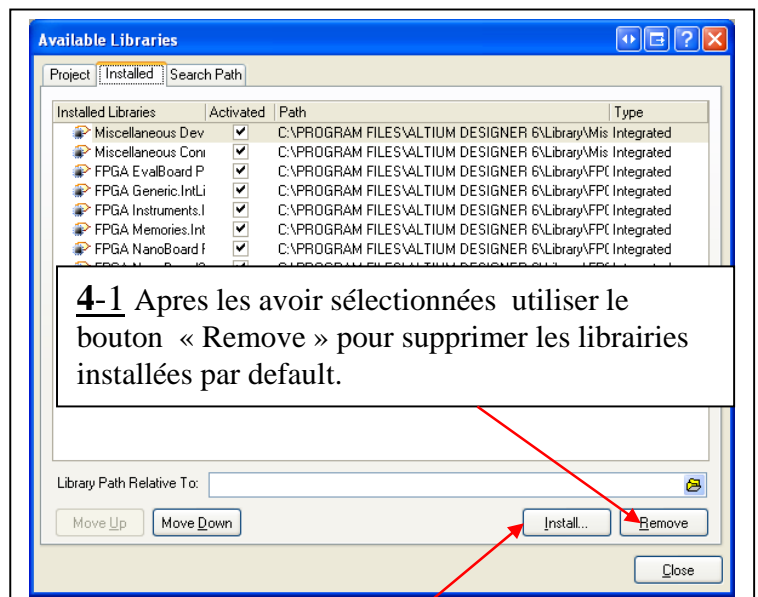 Available Libraries
Project Installed Search Path
Installed Libraries Activated Path Type
Miscellaneous Dev C:\PROGRAM FILES\ALTIUM DESIGNER 6\Library\Mis Integrated
Miscellaneous Con C:\PROGRAM FILES\ALTIUM DESIGNER 6\Library\Mis Integrated
FPGA EvalBoard P C:\PROGRAM FILES\ALTIUM DESIGNER 6\Library\FP( Integrated
FPGA Generic.IntLi C:\PROGRAM FILES\ALTIUM DESIGNER 6\Library\FP( Integrated
FPGA Instruments.I C:\PROGRAM FILES\ALTIUM DESIGNER 6\Library\FP( Integrated
FPGA Memories.Int C:\PROGRAM FILES\ALTIUM DESIGNER 6\Library\FP( Integrated
FPGA NanoBoard F C:\PROGRAM FILES\ALTIUM DESIGNER 6\Library\FP( Integrated
4-1 Apres les avoir sélectionnées utiliser le
bouton « Remove » pour supprimer les librairies
installées par default.
Library Path Relative To:
Move Up Move Down Install... Remove
Close